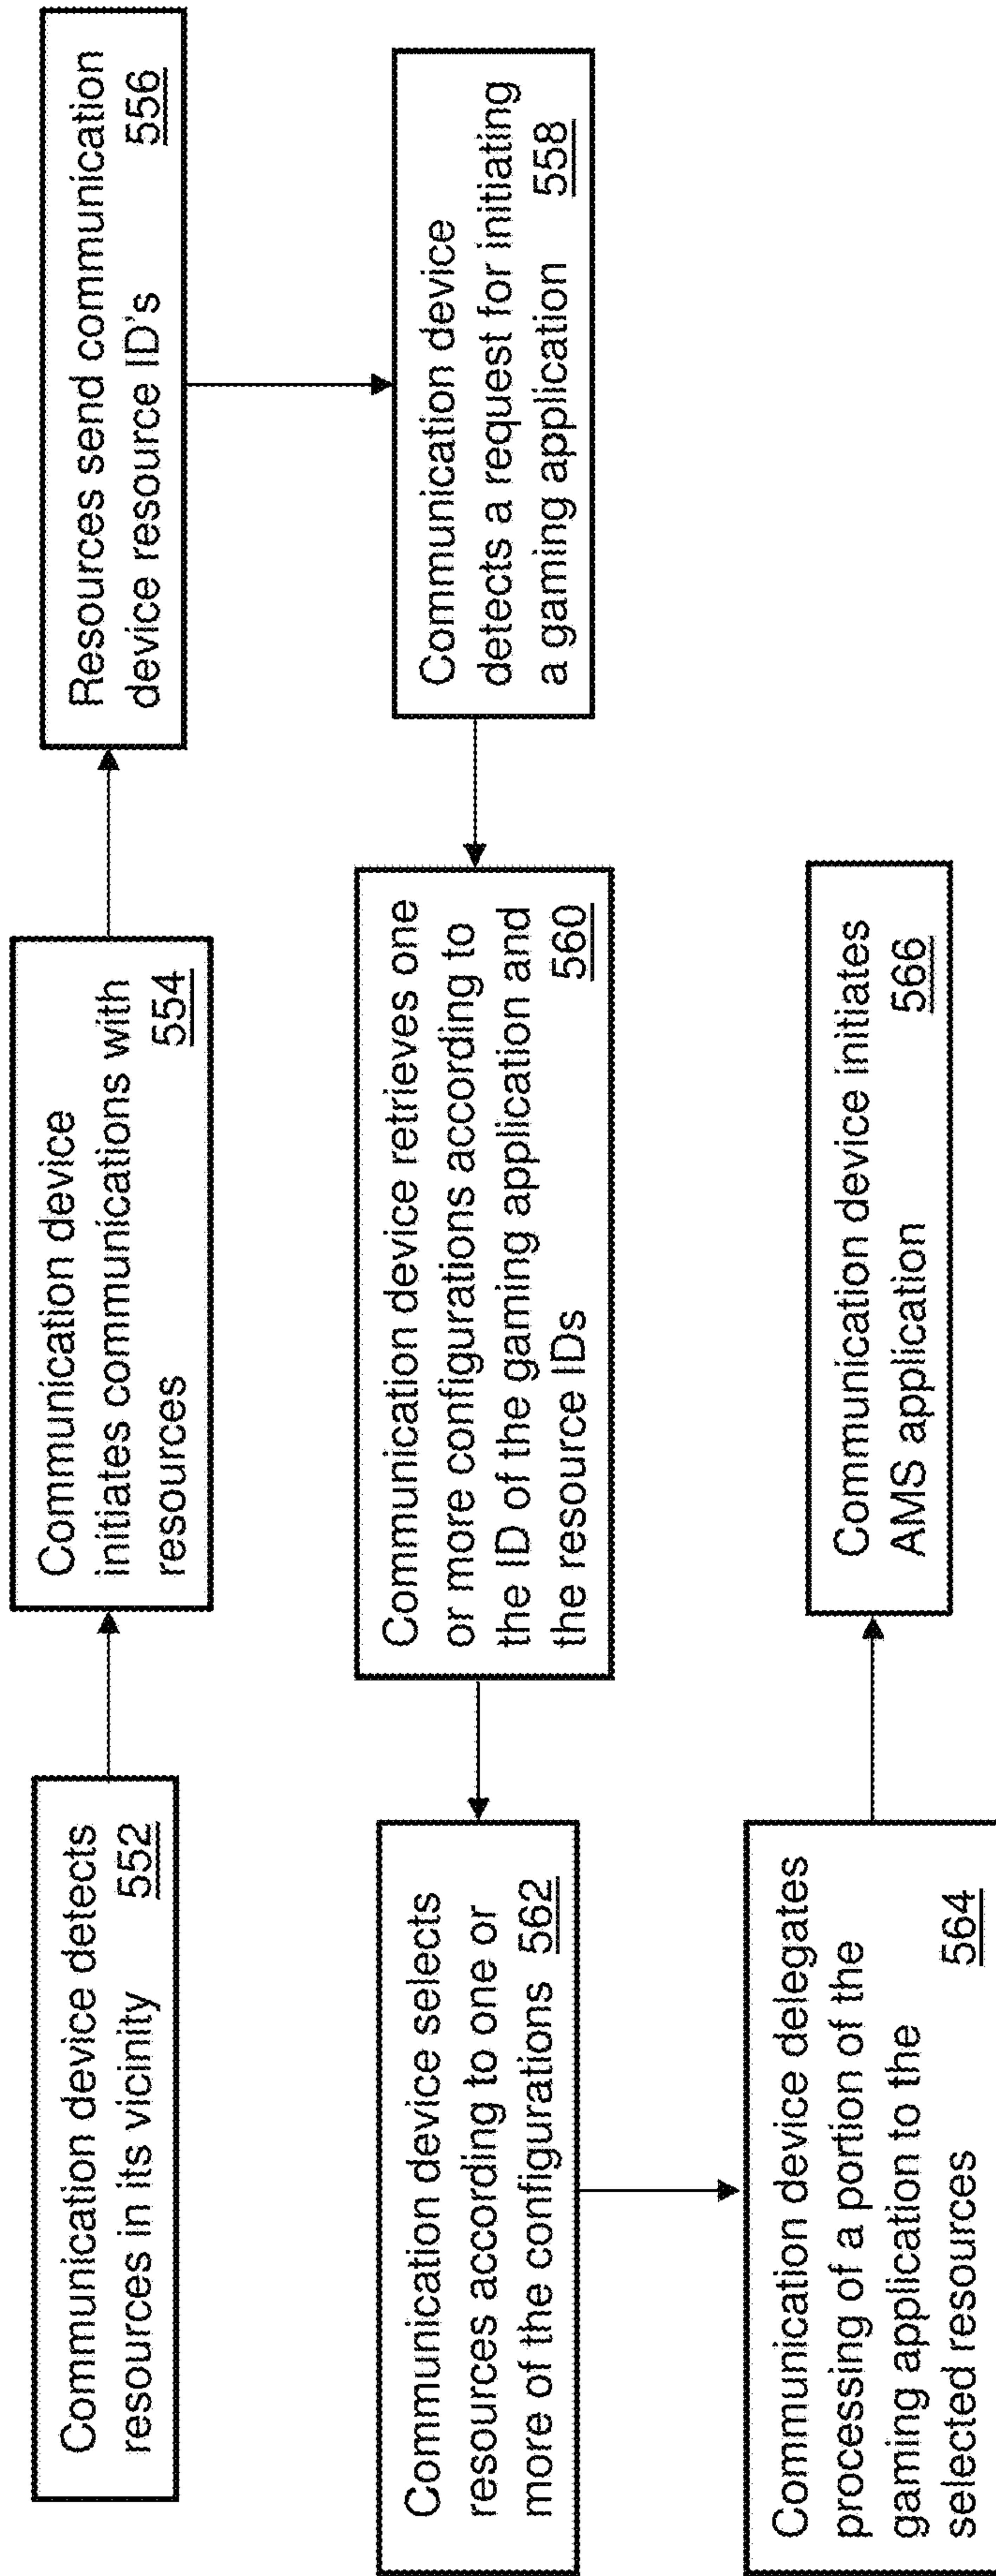 Communication device detects
resources in its vicinity 552
Communication device
initiates communications with
resources 554
Resources send communication
device resource ID's 556
Communication device
detects a request for initiating
a gaming application 558
Communication device retrieves one
or more configurations according to
the ID of the gaming application and
the resource IDs 560
Communication device selects
resources according to one or
more of the configurations 562
Communication device delegates
processing of a portion of the
gaming application to the
selected resources 564
Communication device initiates
AMS application 566